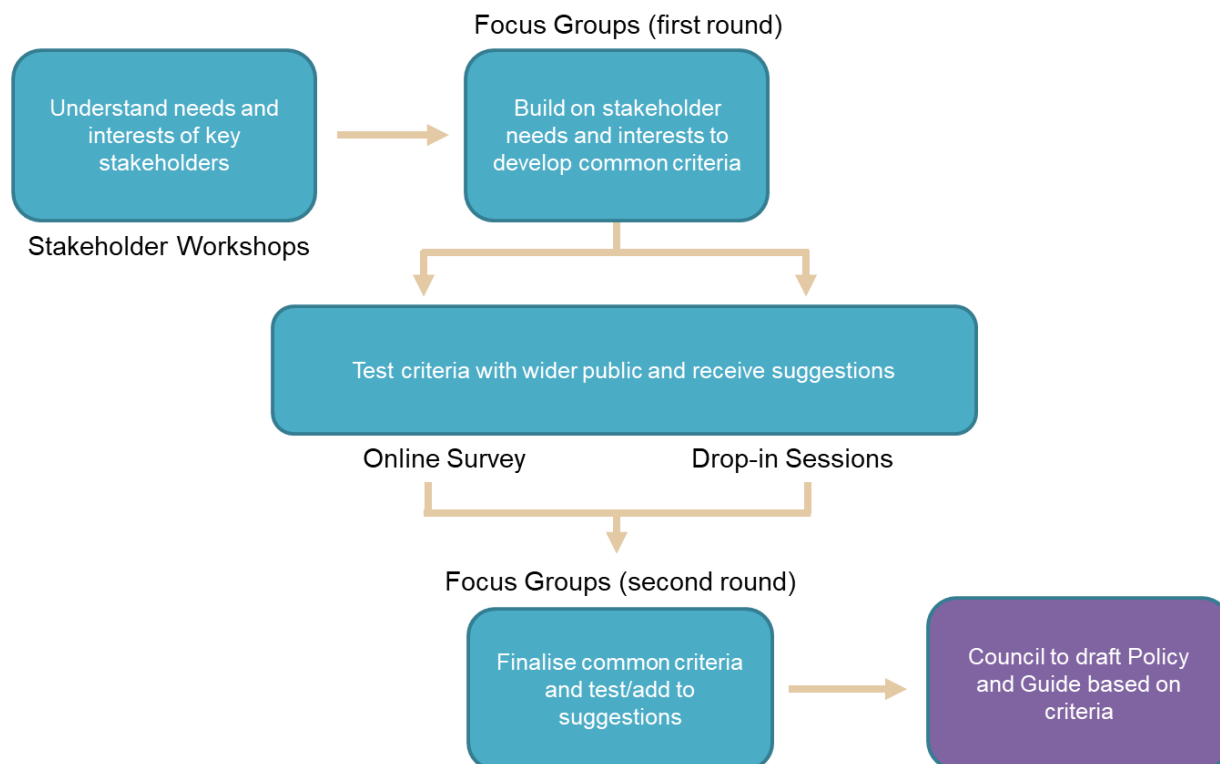 Focus Groups (first round)
Understand needs and
interests of key
stakeholders
Build on stakeholder
needs and interests to
develop common criteria
Stakeholder Workshops
Test criteria with wider public and receive suggestions
Online Survey
Drop-in Sessions
Focus Groups (second round)
Finalise common criteria
and test/add to
suggestions
Council to draft Policy
and Guide based on
criteria